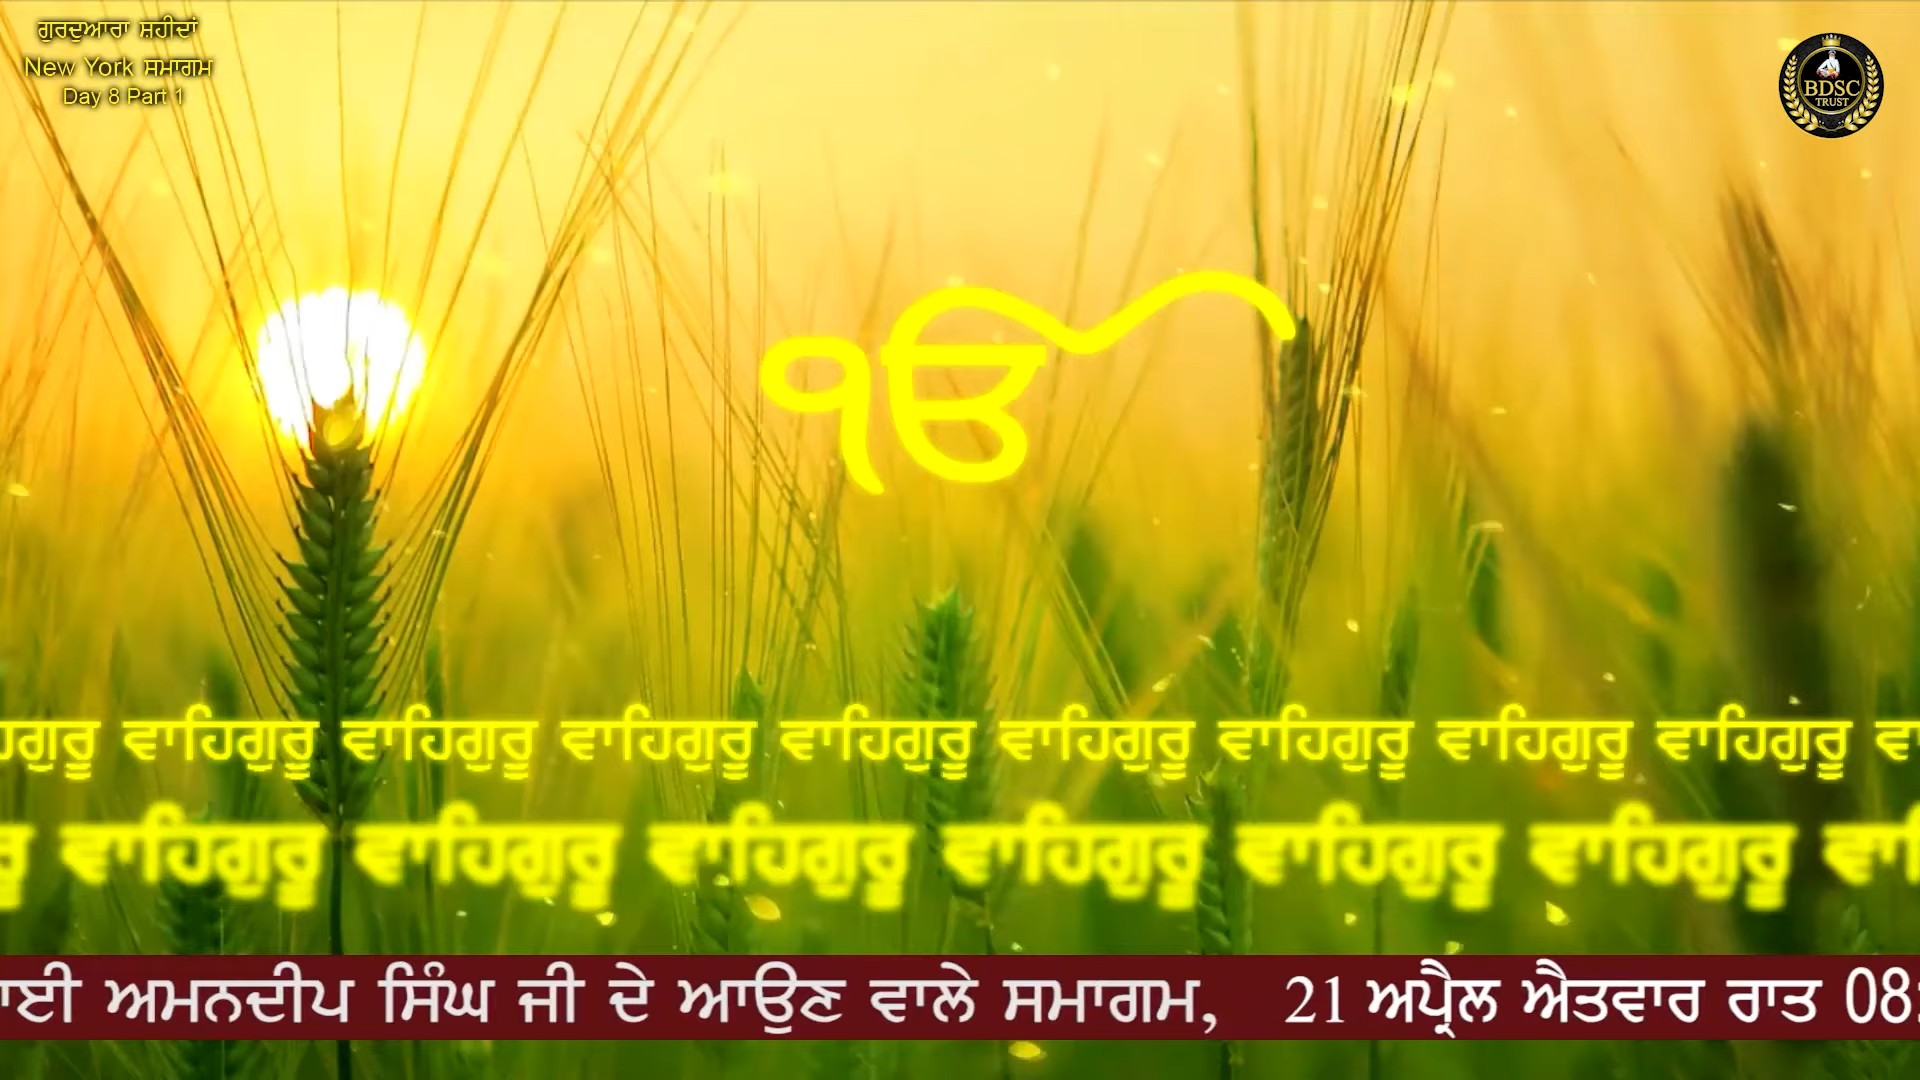 ਗੁਰਦੁਆਰਾ ਸ਼ਹੀਦਾਂ
New York ਸਮਾਗਮ
Day 8 Part 1
BDSC
TRUST
ੴ
ਵਾਹਿਗੁਰੂ ਵਾਹਿਗੁਰੂ ਵਾਹਿਗੁਰੂ ਵਾਹਿਗੁਰੂ ਵਾਹਿਗੁਰੂ ਵਾਹਿਗੁਰੂ ਵਾਹਿਗੁਰੂ ਵਾਹਿਗੁਰੂ
ਵਾਹਿਗੁਰੂ ਵਾਹਿਗੁਰੂ ਵਾਹਿਗੁਰੂ ਵਾਹਿਗੁਰੂ ਵਾਹਿਗੁਰੂ ਵਾਹਿਗੁਰੂ
ਅਮਨਦੀਪ ਸਿੰਘ ਜੀ ਦੇ ਆਉਣ ਵਾਲੇ ਸਮਾਗਮ, 21 ਅਪ੍ਰੈਲ ਐਤਵਾਰ ਰਾਤ 08: